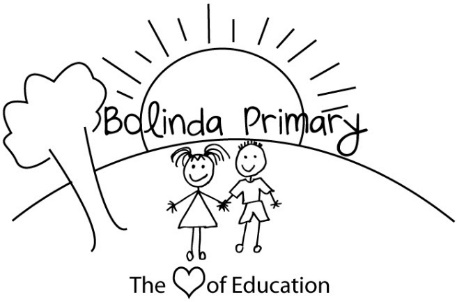 Bolinda Primary
The ♡ of Education